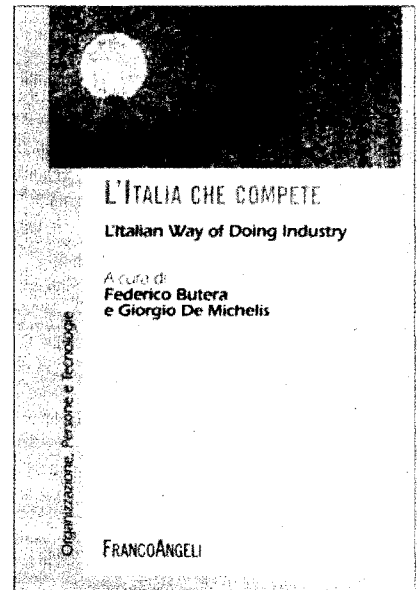 L'ITALIA CHE COMPETE
L'Italian Way of Doing Industry
A cura di
Federico Butera
e Giorgio De Michelis
Organizzazione, Persone e Tecnologie
FRANCOANGELI